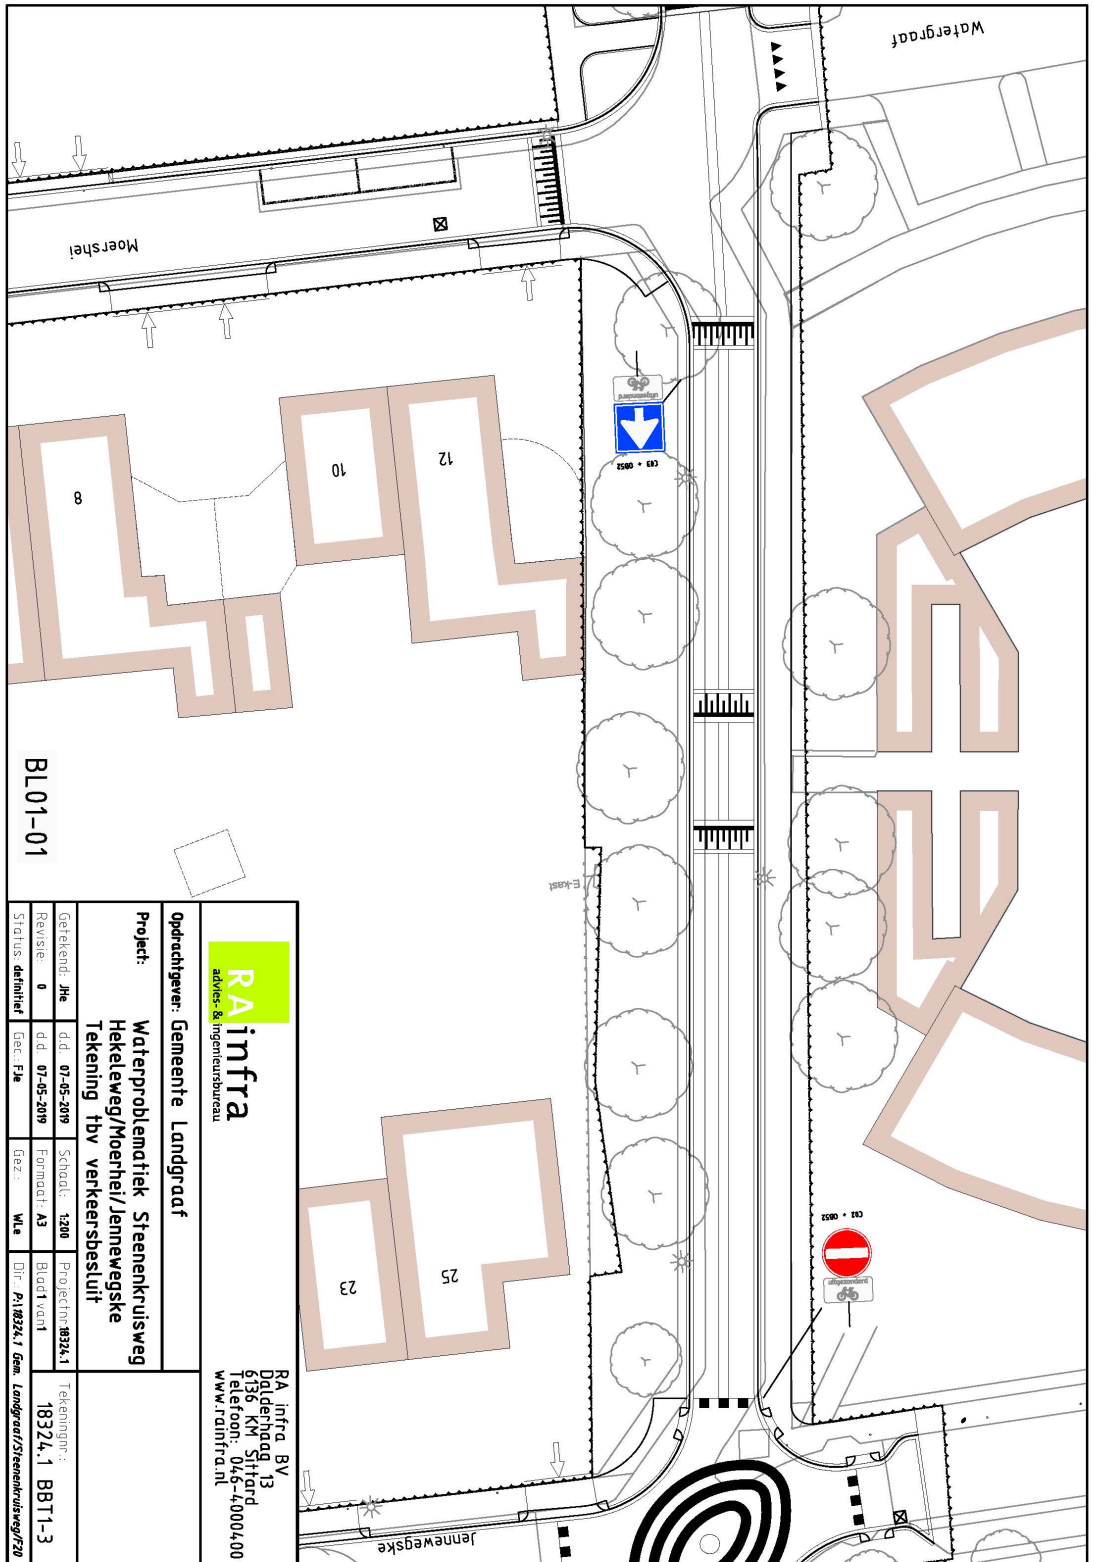 Watergraaf
Moershei
uitgezonderd
C03 + OB52
8
10
12
E-kast
BL01-01
23
25
C02 + OB52
uitgezonderd
Jennewegske
RA infra
advies- & ingenieursbureau
RA infra BV
Dalderhaag 13
6136 KM Sittard
Telefoon: 046-4000400
www.rainfra.nl
Opdrachtgever: Gemeente Landgraaf
Project: Waterproblematiek Steenenkruisweg
Hekeleweg/Moerhei/Jennewegske
Tekening tbv verkeersbesluit
Getekend: JHe d.d. 07-05-2019 Schaal: 1:200 Projectnr.18324.1 Tekeningnr.:
Revisie: 0 d.d. 07-05-2019 Formaat: A3 Blad1van1 18324.1 BBT1-3
Status: definitief Gec.: FJe Gez.: WLe Dir.: P:\18324.1 Gem. Landgraaf/Steenenkruisweg/F20